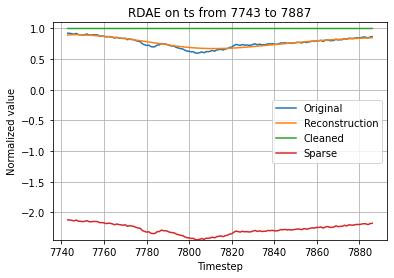 RDAE on ts from 7743 to 7887
Normalized value
1.0
0.5
0.0
−0.5
−1.0
−1.5
−2.0
Original
Reconstruction
Cleaned
Sparse
7740 7760 7780 7800 7820 7840 7860 7880
Timestep